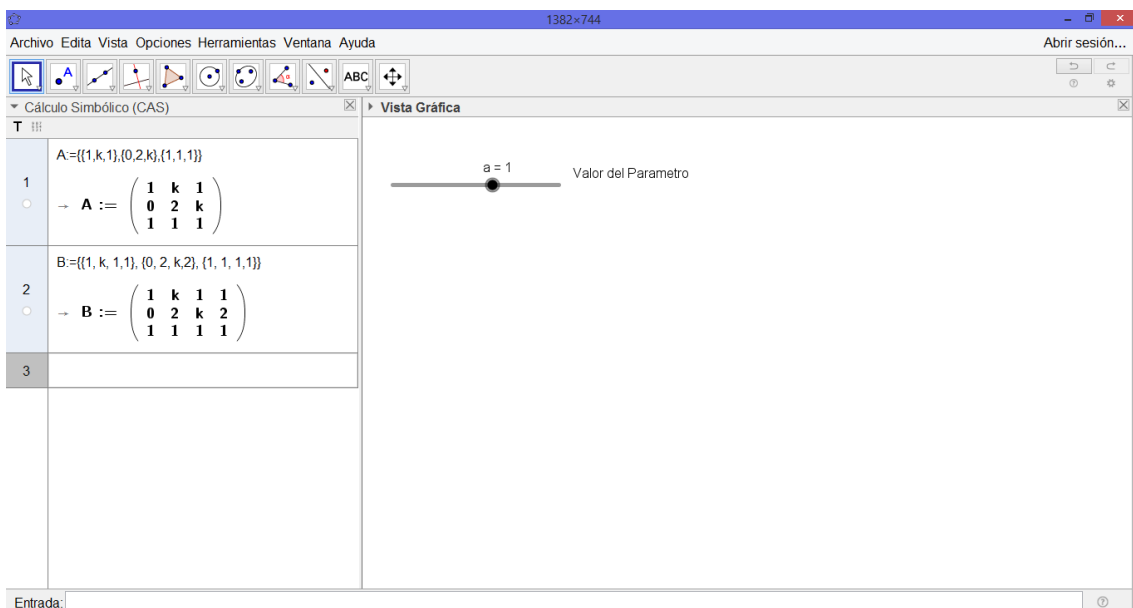 1382×744
Archivo Edita Vista Opciones Herramientas Ventana Ayuda
Abrir sesión...
A
α
ABC
Cálculo Simbólico (CAS)
Vista Gráfica
T
1
A:={{1,k,1},{0,2,k},{1,1,1}}
→ A := ( 1 k 1
0 2 k
1 1 1 )
2
B:={{1, k, 1,1}, {0, 2, k,2}, {1, 1, 1,1}}
→ B := ( 1 k 1 1
0 2 k 2
1 1 1 1 )
3
a = 1
Valor del Parametro
Entrada: